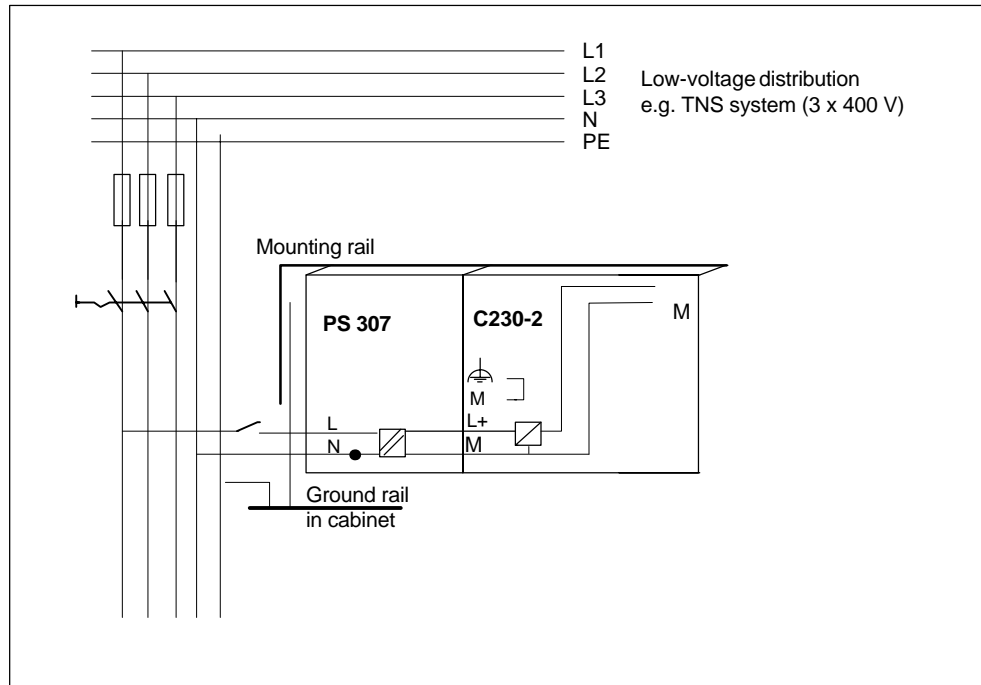 L1
L2
L3
N
PE
Low-voltage distribution
e.g. TNS system (3 x 400 V)
Mounting rail
PS 307
C230-2
M
M
L+
M
L
N
Ground rail
in cabinet